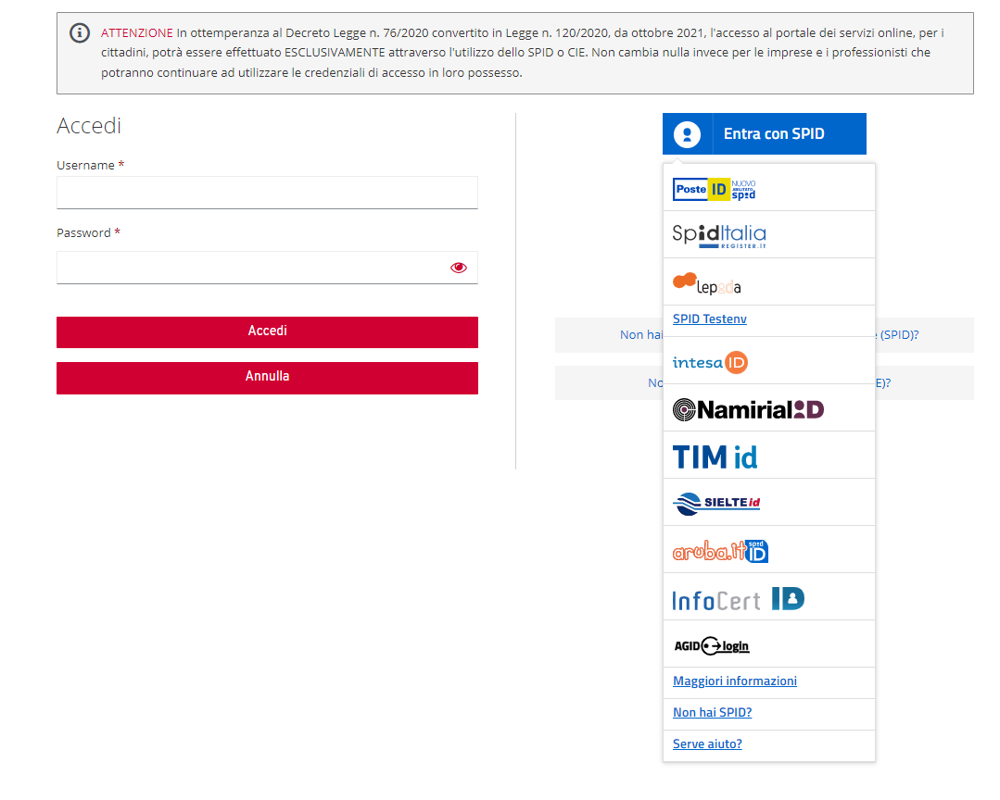 ATTENZIONE In ottemperanza al Decreto Legge n. 76/2020 convertito in Legge n. 120/2020, da ottobre 2021, l'accesso al portale dei servizi online, per i
cittadini, potrà essere effettuato ESCLUSIVAMENTE attraverso l'utilizzo dello SPID o CIE. Non cambia nulla invece per le imprese e i professionisti che
potranno continuare ad utilizzare le credenziali di accesso in loro possesso.
Accedi
Username *
Password *
Accedi
Annulla
Entra con SPID
Poste ID NUOVO ABILITATO spid
SpidItalia
REGISTER.IT
lepida
SPID Testenv
Non hai (SPID)?
intesa ID
No E)?
Namirial ID
TIM id
SIELTE id
aruba.it spid ID
InfoCert ID
AGID login
Maggiori informazioni
Non hai SPID?
Serve aiuto?